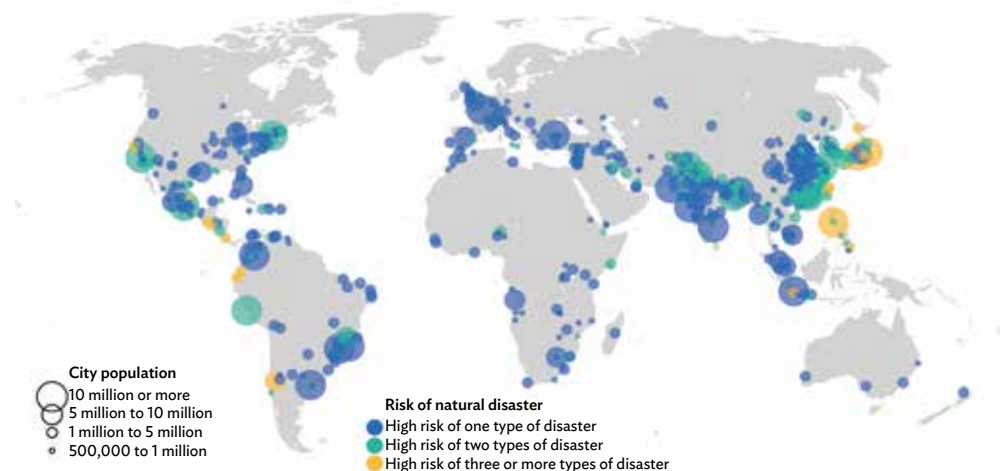 City population
10 million or more
5 million to 10 million
1 million to 5 million
500,000 to 1 million
Risk of natural disaster
High risk of one type of disaster
High risk of two types of disaster
High risk of three or more types of disaster